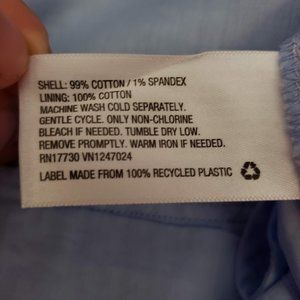 SHELL: 99% COTTON / 1% SPANDEX
LINING: 100% COTTON
MACHINE WASH COLD SEPARATELY.
GENTLE CYCLE. ONLY NON-CHLORINE
BLEACH IF NEEDED. TUMBLE DRY LOW.
REMOVE PROMPTLY. WARM IRON IF NEEDED.
RN17730 VN1247024
LABEL MADE FROM 100% RECYCLED PLASTIC